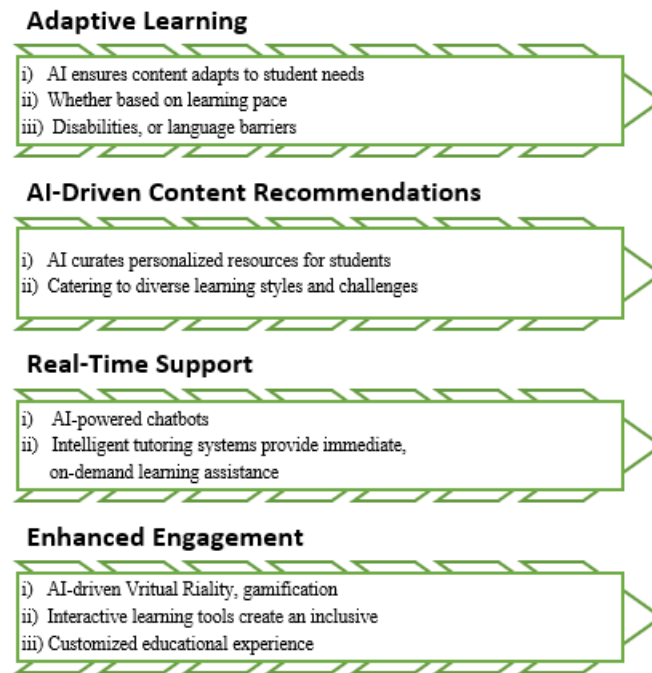 Adaptive Learning
i) AI ensures content adapts to student needs
ii) Whether based on learning pace
iii) Disabilities, or language barriers
AI-Driven Content Recommendations
i) AI curates personalized resources for students
ii) Catering to diverse learning styles and challenges
Real-Time Support
i) AI-powered chatbots
ii) Intelligent tutoring systems provide immediate,
on-demand learning assistance
Enhanced Engagement
i) AI-driven Vritual Riality, gamification
ii) Interactive learning tools create an inclusive
iii) Customized educational experience